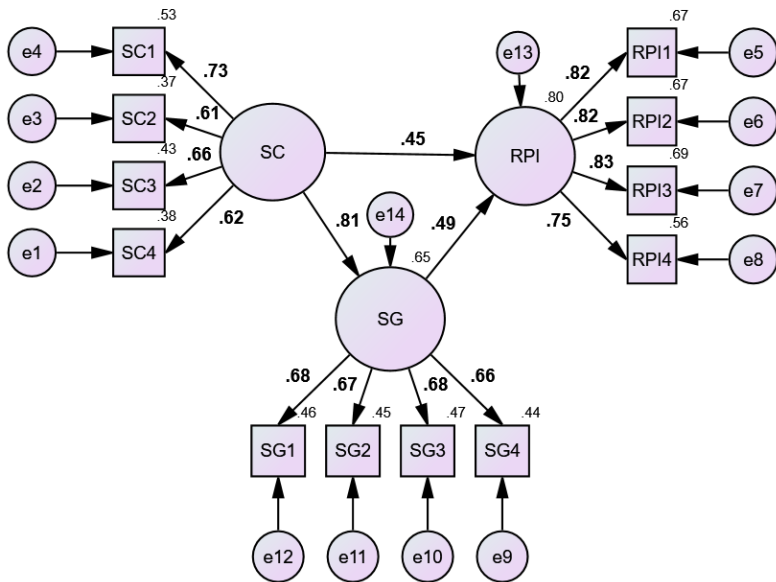 .53
e4
SC1
.73
.37
e3
SC2
.61
.43
e2
SC3
.66
.38
e1
SC4
.62
SC
.45
.81
e14
.49
.65
SG
e13
.80
RPI
.82
.67
RPI1
e5
.82
.67
RPI2
e6
.83
.69
RPI3
e7
.75
.56
RPI4
e8
.68
.67
.68
.66
.46
.45
.47
.44
SG1
SG2
SG3
SG4
e12
e11
e10
e9